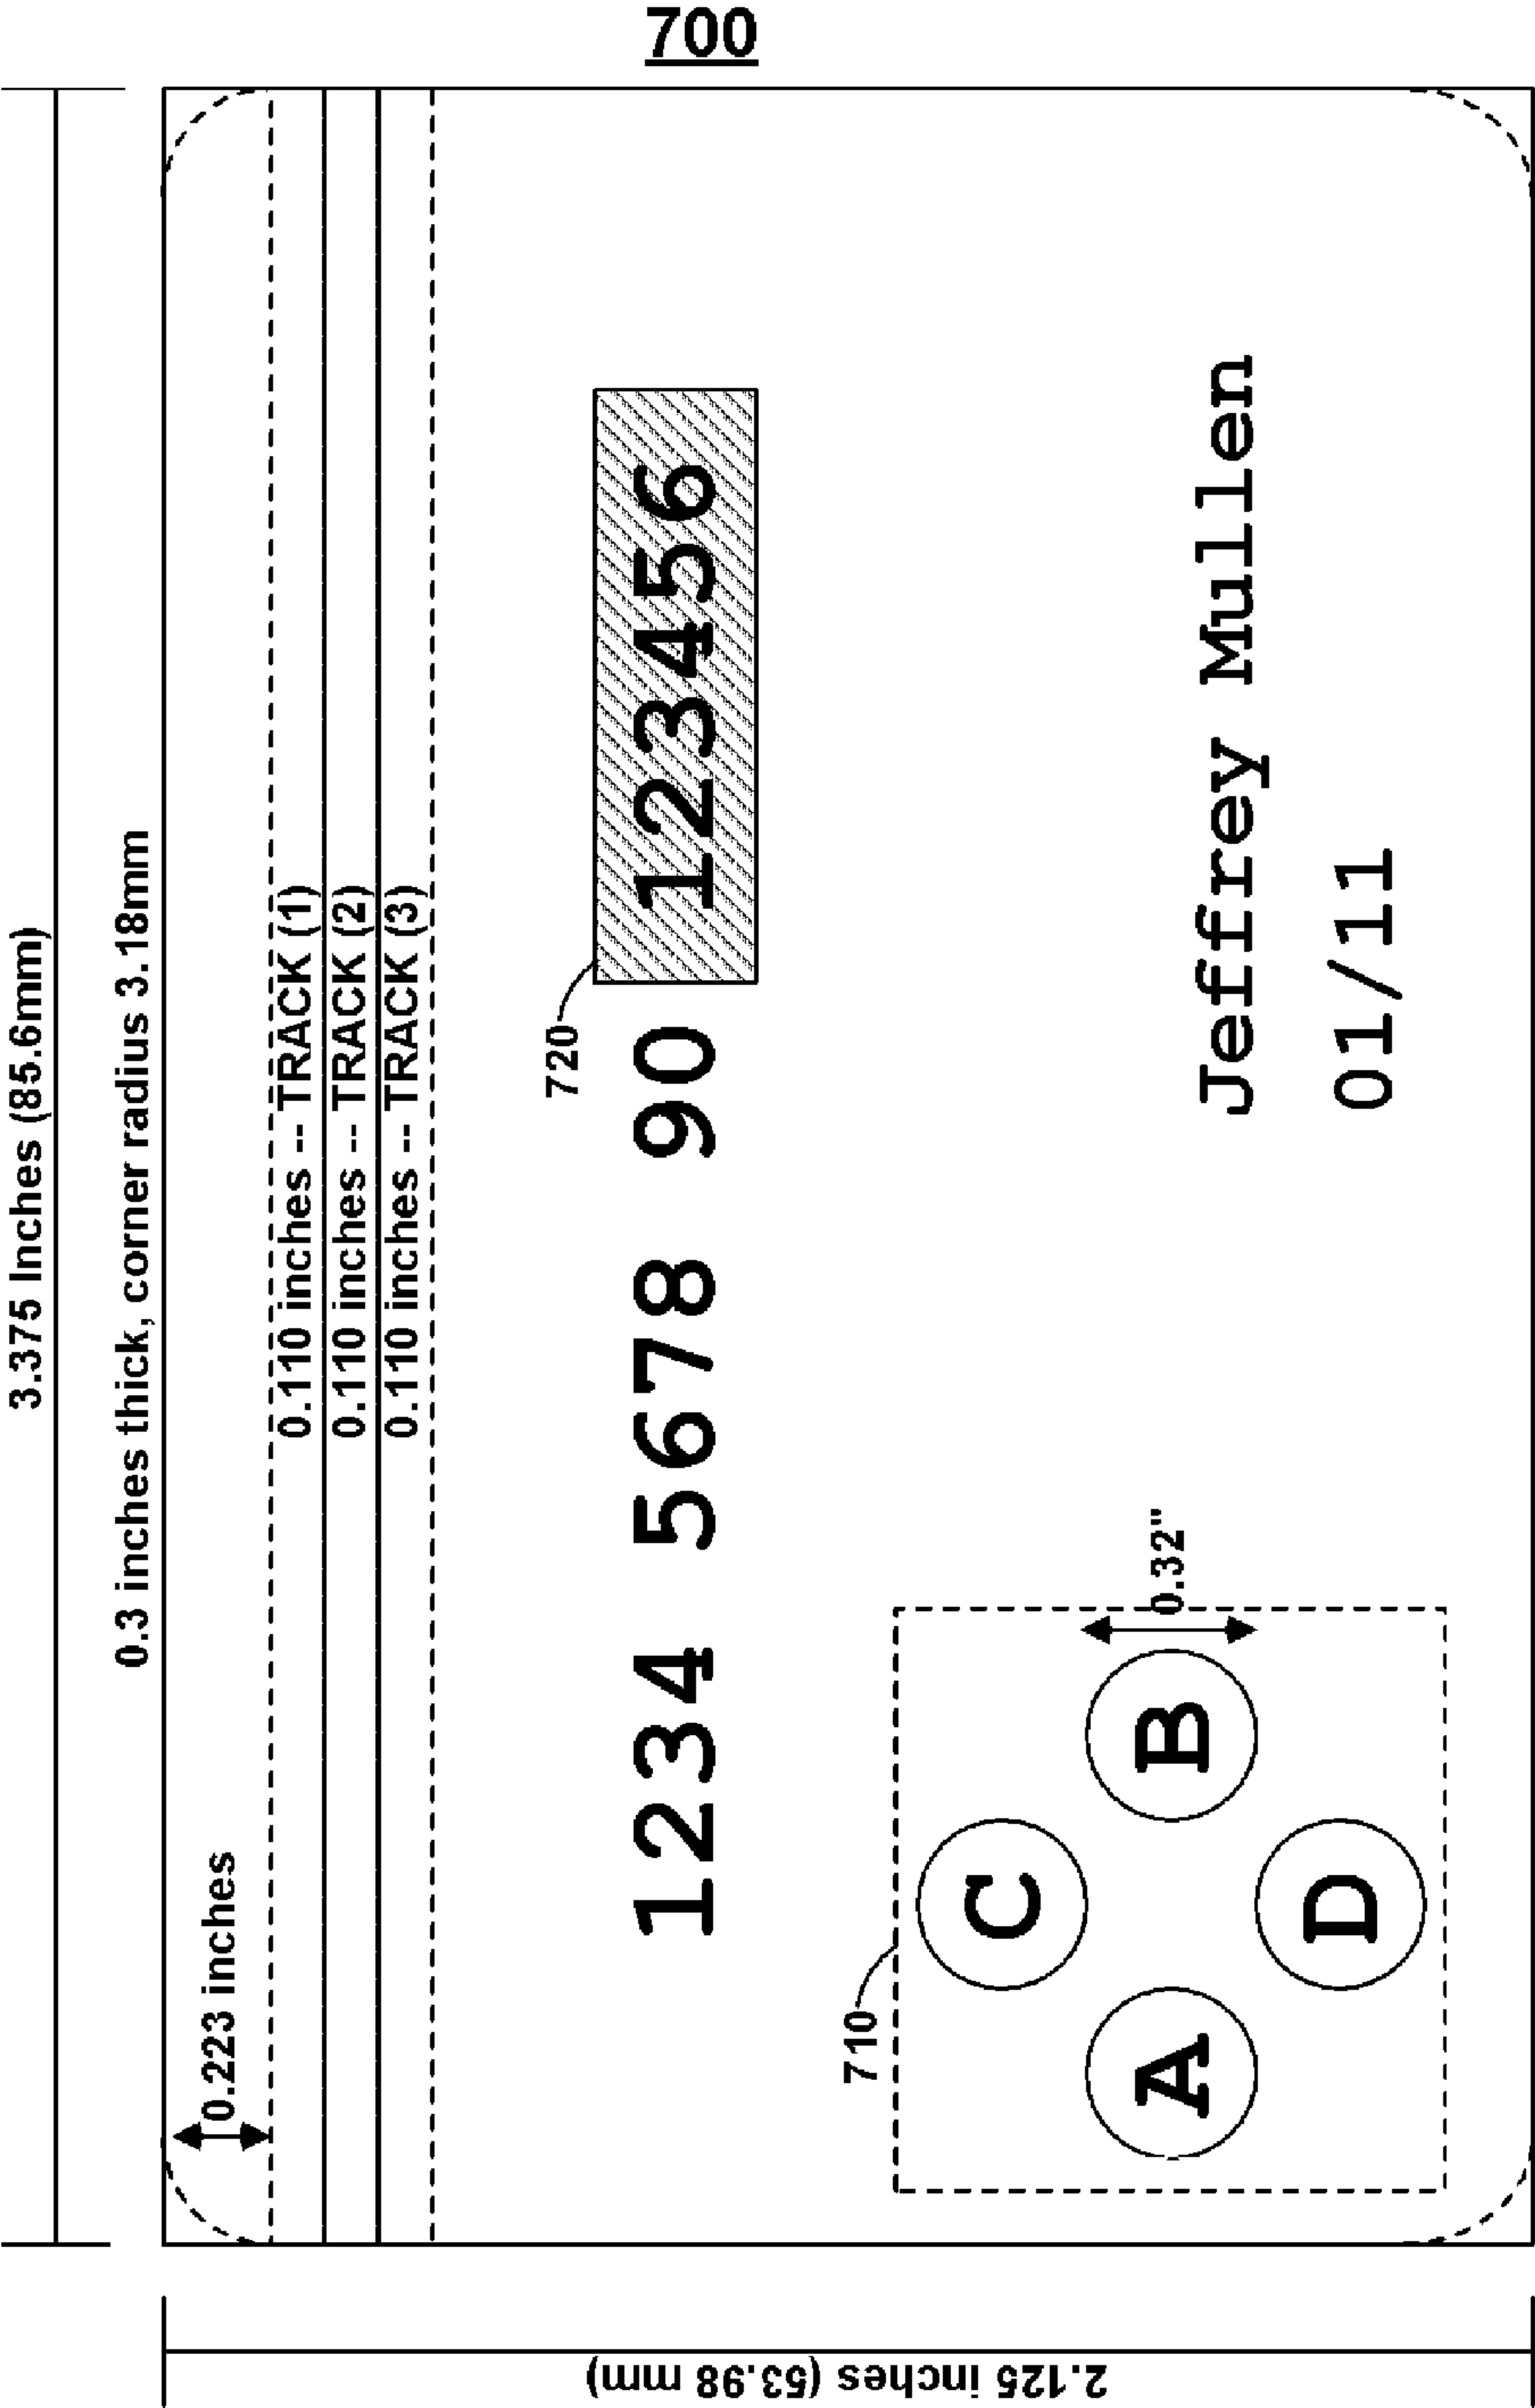 700
3.375 Inches (85.6mm)
0.3 inches thick, corner radius 3.18mm
0.223 inches
0.110 inches -- TRACK (1)
0.110 inches -- TRACK (2)
0.110 inches -- TRACK (3)
720
1234 5678 90 123456
710
C
A B
0.32"
D
Jeffrey Mullen
01/11
2.125 inches (53.98 mm)